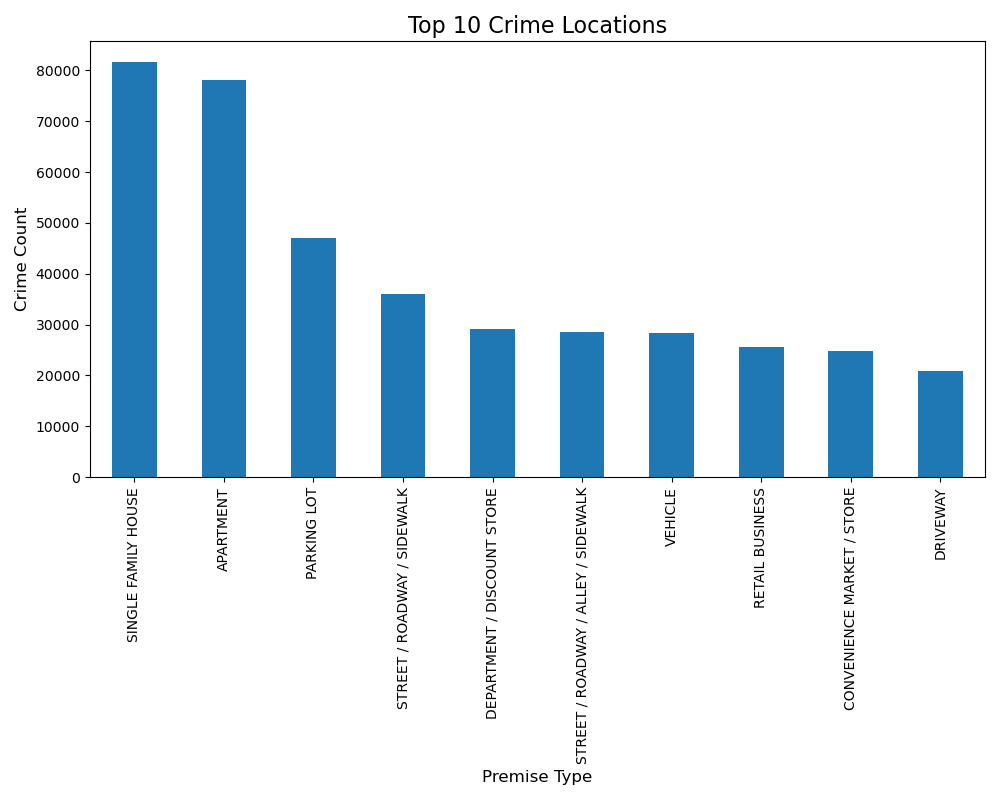 Top 10 Crime Locations
Crime Count
80000
70000
60000
50000
40000
30000
20000
10000
0
SINGLE FAMILY HOUSE
APARTMENT
PARKING LOT
STREET / ROADWAY / SIDEWALK
DEPARTMENT / DISCOUNT STORE
STREET / ROADWAY / ALLEY / SIDEWALK
VEHICLE
RETAIL BUSINESS
CONVENIENCE MARKET / STORE
DRIVEWAY
Premise Type